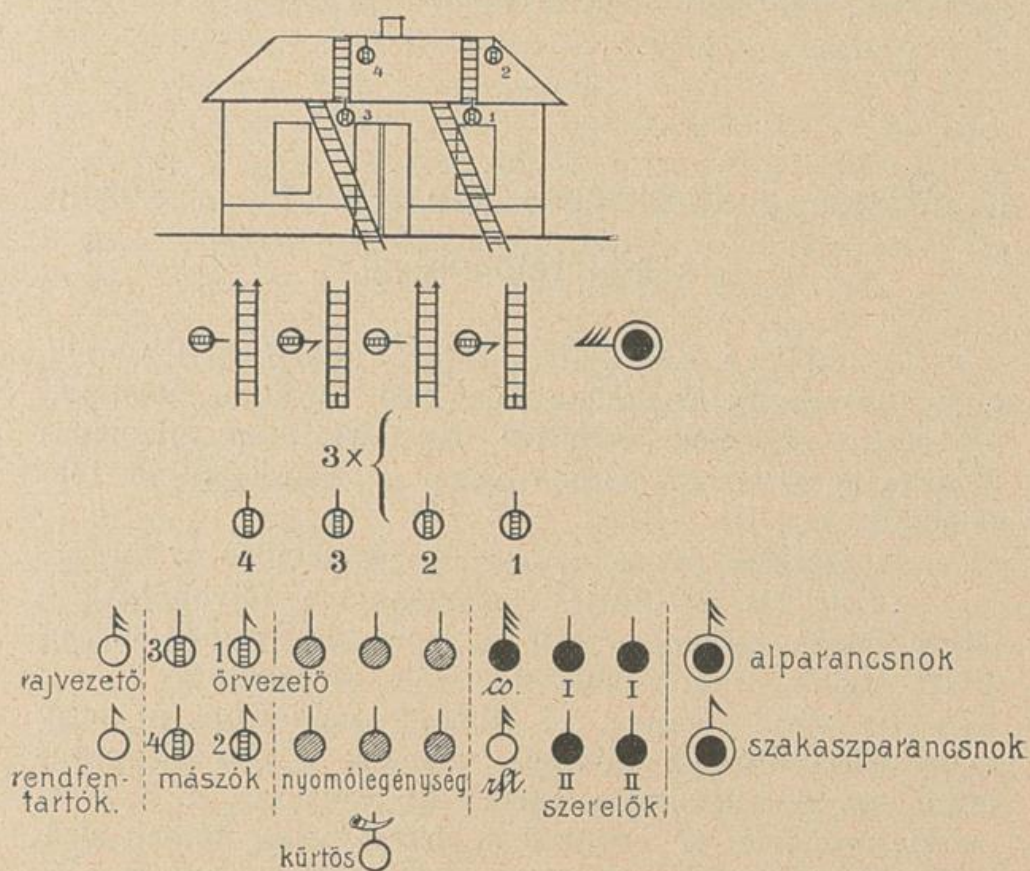 4 2
3 1
3 ×
4 3 2 1
3 1 co. I I alparancsnok
rajvezető örvezető
4 2 rft. II II szakaszparancsnok
rendfen- mászók nyomólegénység szerelők
tartók.
kürtös